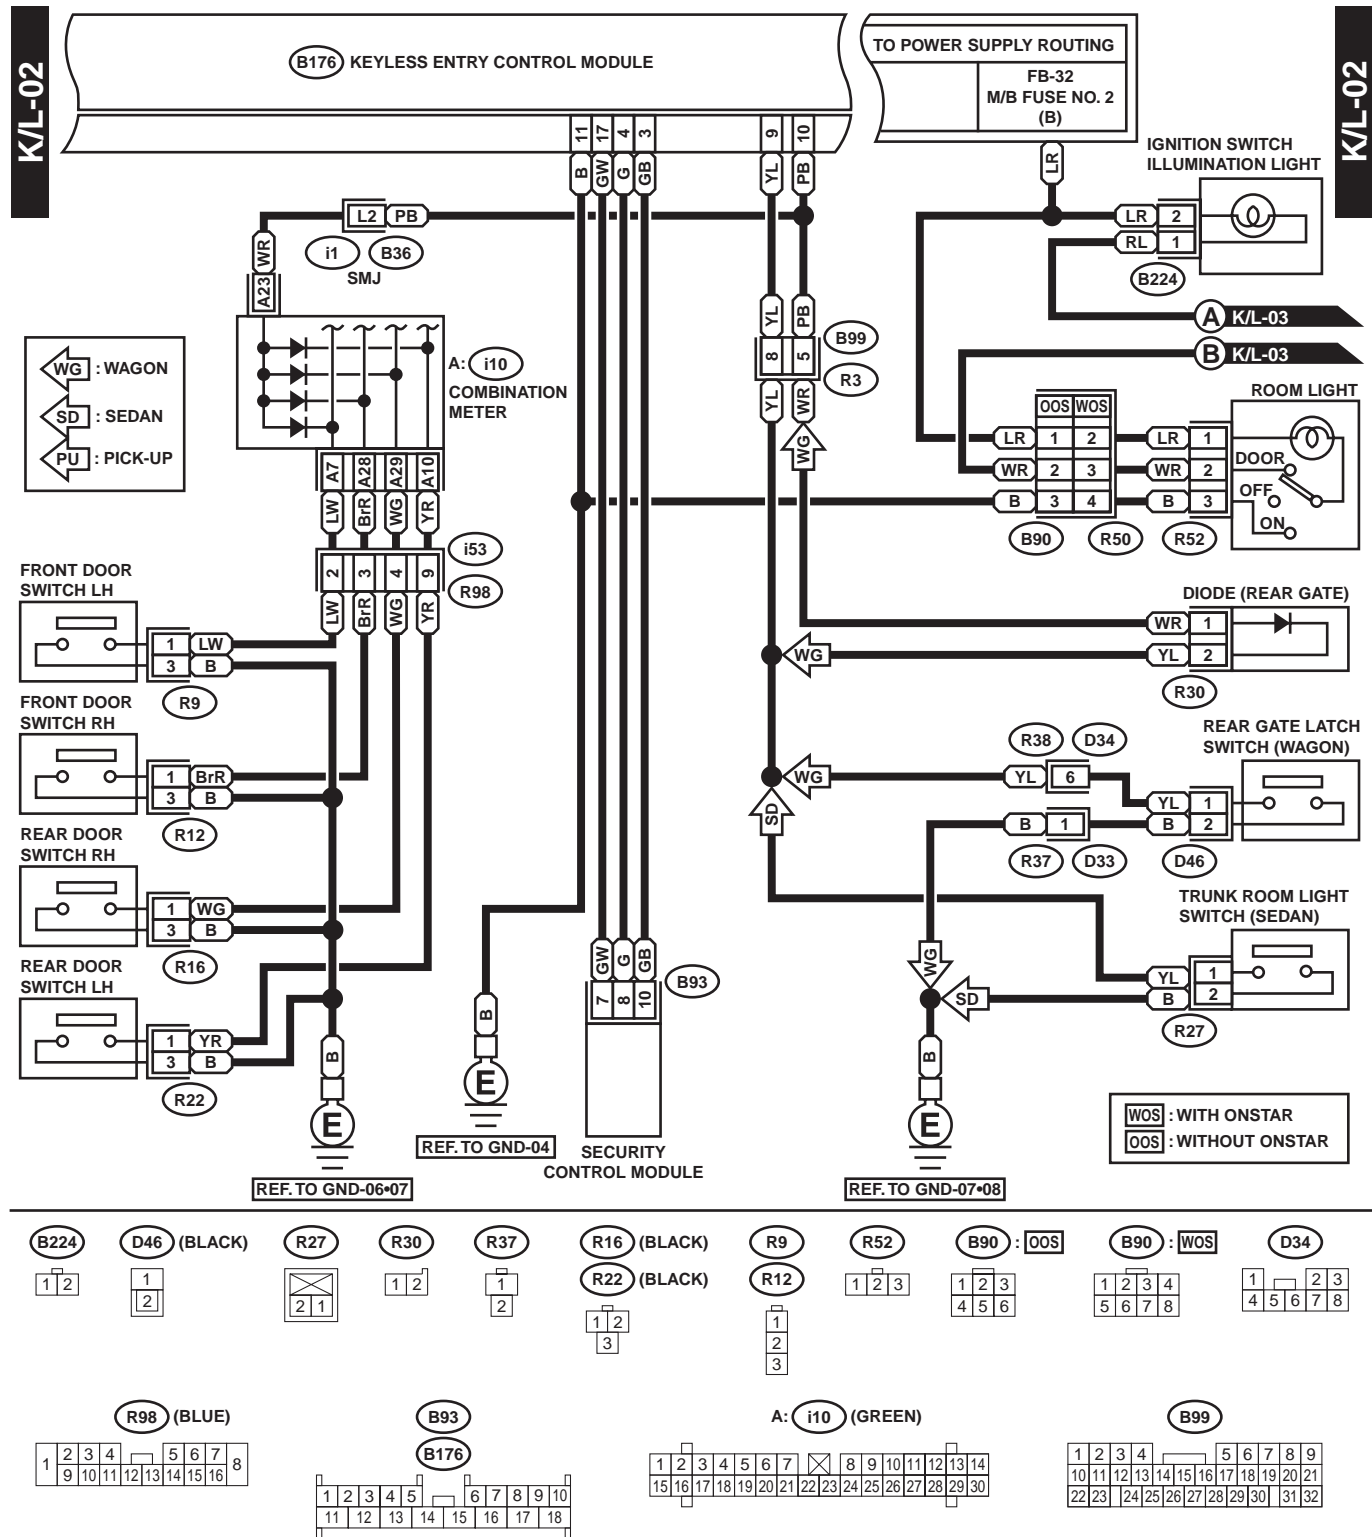 K/L-02
K/L-02
B176 KEYLESS ENTRY CONTROL MODULE
TO POWER SUPPLY ROUTING
FB-32
M/B FUSE NO. 2
(B)
11 17 4 3 9 10
B GW G GB YL PB
LR
IGNITION SWITCH
ILLUMINATION LIGHT
LR 2
RL 1
B224
L2 PB
i1 B36
SMJ
WR
A23
A K/L-03
B K/L-03
WG : WAGON
SD : SEDAN
PU : PICK-UP
A: i10
COMBINATION
METER
YL PB
8 5
B99
R3
YL WR
WG
ROOM LIGHT
OOS WOS
LR 1 2 LR 1
WR 2 3 WR 2
B 3 4 B 3
DOOR
OFF
ON
B90 R50 R52
A7 A28 A29 A10
LW BrR WG YR
i53
2 3 4 9
R98
LW BrR WG YR
FRONT DOOR
SWITCH LH
1 LW
3 B
R9
DIODE (REAR GATE)
WR 1
WG
YL 2
R30
FRONT DOOR
SWITCH RH
1 BrR
3 B
R12
REAR GATE LATCH
SWITCH (WAGON)
R38 D34
WG
YL 6
YL 1
B 2
SD
B 1
R37 D33 D46
REAR DOOR
SWITCH RH
1 WG
3 B
R16
TRUNK ROOM LIGHT
SWITCH (SEDAN)
YL 1
B 2
R27
WG
SD
REAR DOOR
SWITCH LH
1 YR
3 B
R22
GW G GB
7 8 10
B93
SECURITY
CONTROL MODULE
B
B
B
E
E
E
REF. TO GND-04
REF. TO GND-06•07
REF. TO GND-07•08
WOS : WITH ONSTAR
OOS : WITHOUT ONSTAR
B224 D46 (BLACK) R27 R30 R37 R16 (BLACK) R9 R52 B90 : OOS B90 : WOS D34
R22 (BLACK) R12
1 2
1
2
2 1
1 2
1
2
1 2
3
1
2
3
1 2 3
1 2 3
4 5 6
1 2 3 4
5 6 7 8
1 2 3
4 5 6 7 8
R98 (BLUE)
1 2 3 4 5 6 7 8
9 10 11 12 13 14 15 16
B93
B176
1 2 3 4 5 6 7 8 9 10
11 12 13 14 15 16 17 18
A: i10 (GREEN)
1 2 3 4 5 6 7 8 9 10 11 12 13 14
15 16 17 18 19 20 21 22 23 24 25 26 27 28 29 30
B99
1 2 3 4 5 6 7 8 9
10 11 12 13 14 15 16 17 18 19 20 21
22 23 24 25 26 27 28 29 30 31 32